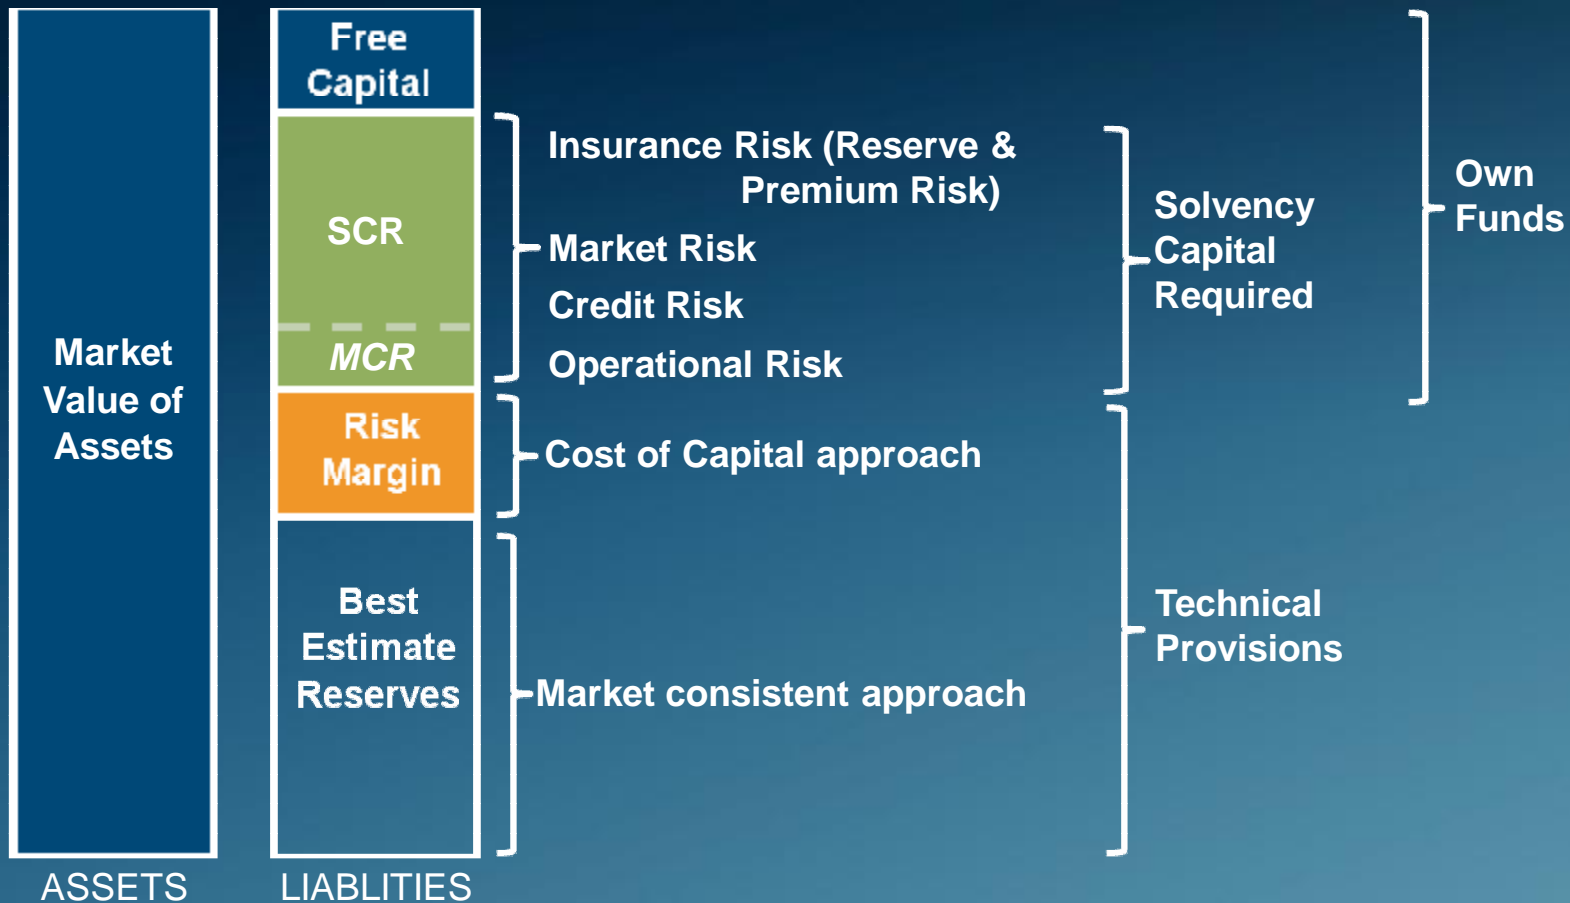 Market
Value of
Assets
ASSETS
Free
Capital
SCR
MCR
Risk
Margin
Best
Estimate
Reserves
LIABLITIES
Insurance Risk (Reserve &
Premium Risk)
Market Risk
Credit Risk
Operational Risk
Cost of Capital approach
Market consistent approach
Solvency
Capital
Required
Technical
Provisions
Own
Funds